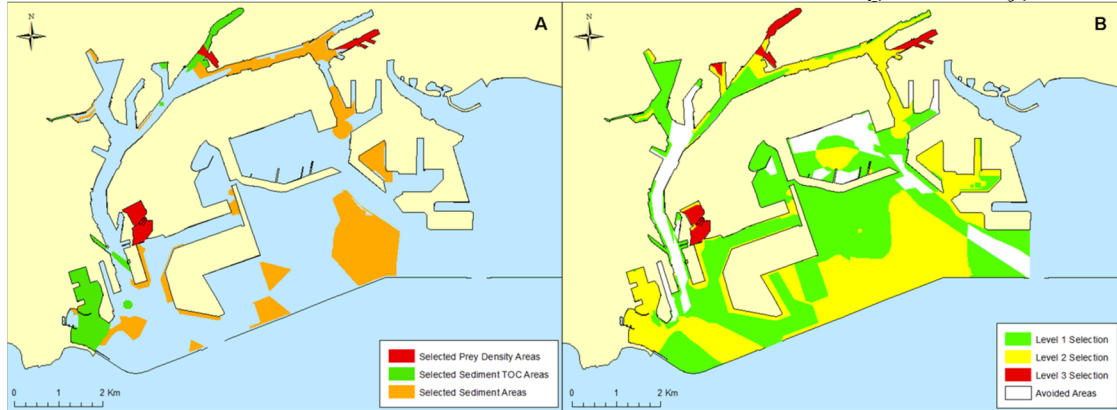 A
N
Selected Prey Density Areas
Selected Sediment TOC Areas
Selected Sediment Areas
0 1 2 Km
B
N
Level 1 Selection
Level 2 Selection
Level 3 Selection
Avoided Areas
0 1 2 Km